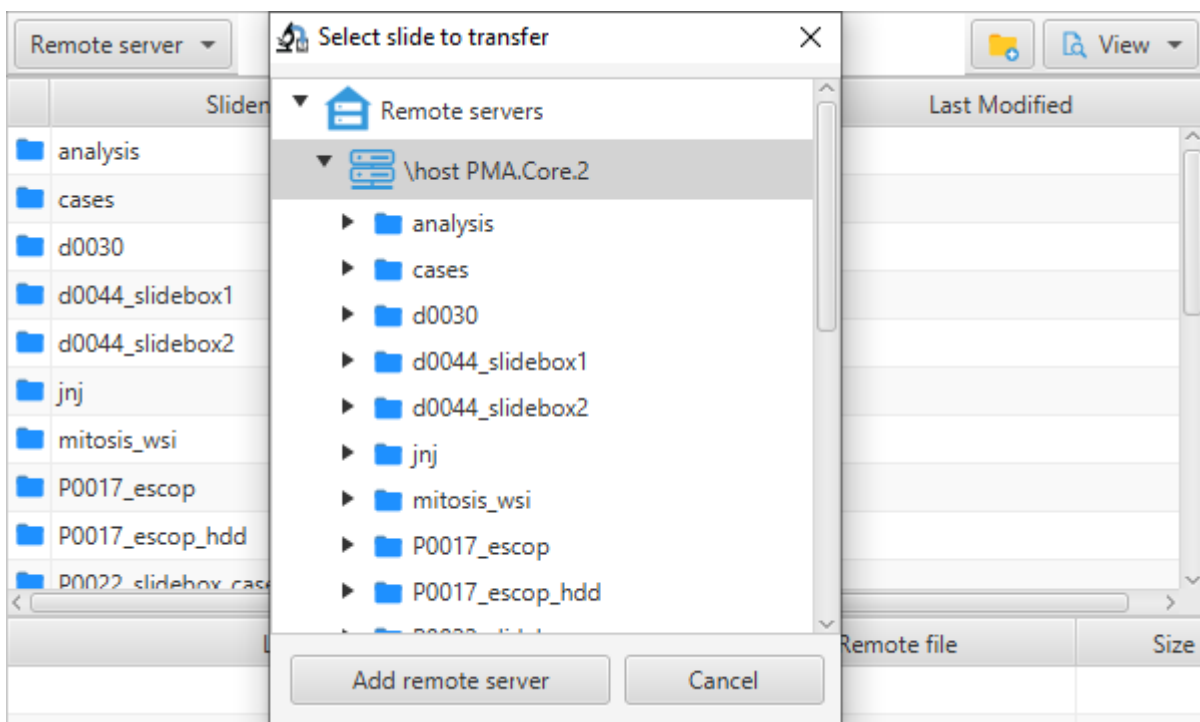 Remote server
View
Sliden
Last Modified
analysis
cases
d0030
d0044_slidebox1
d0044_slidebox2
jnj
mitosis_wsi
P0017_escop
P0017_escop_hdd
P0022_slidebox_case
Select slide to transfer
Remote servers
\host PMA.Core.2
analysis
cases
d0030
d0044_slidebox1
d0044_slidebox2
jnj
mitosis_wsi
P0017_escop
P0017_escop_hdd
Add remote server
Cancel
Remote file
Size